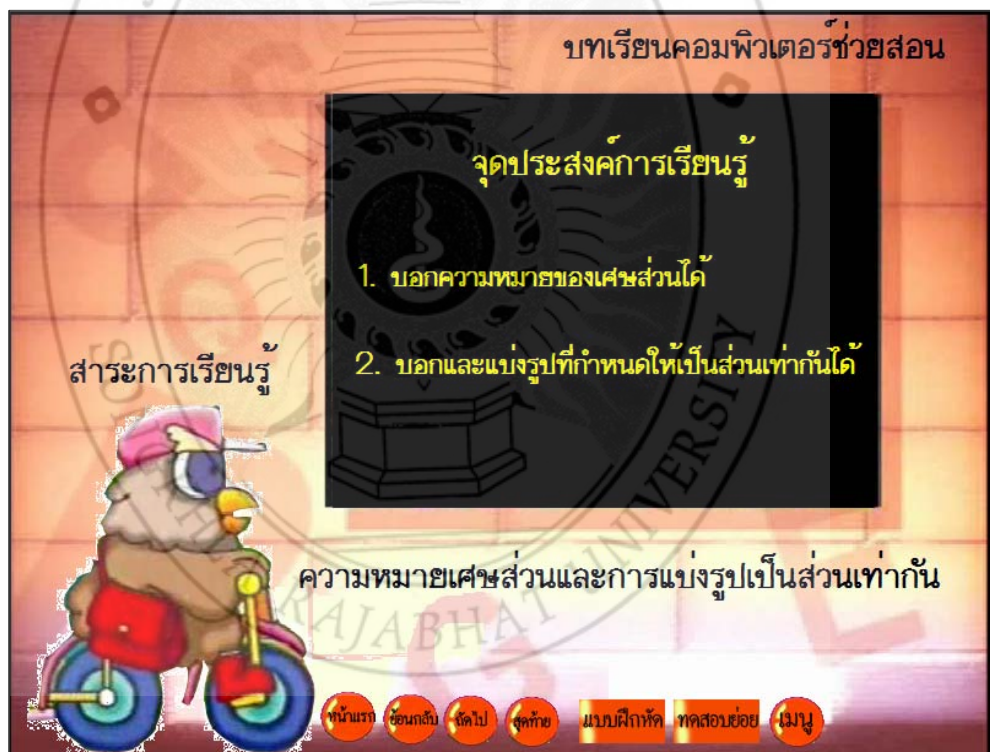 บทเรียนคอมพิวเตอร์ช่วยสอน
จุดประสงค์การเรียนรู้
1. บอกความหมายของเศษส่วนได้
2. บอกและแบ่งรูปที่กำหนดให้เป็นส่วนเท่ากันได้
สาระการเรียนรู้
ความหมายเศษส่วนและการแบ่งรูปเป็นส่วนเท่ากัน
RAJABHAT UNIVERSITY
หน้าแรก ย้อนกลับ ถัดไป สุดท้าย แบบฝึกหัด ทดสอบย่อย เมนู